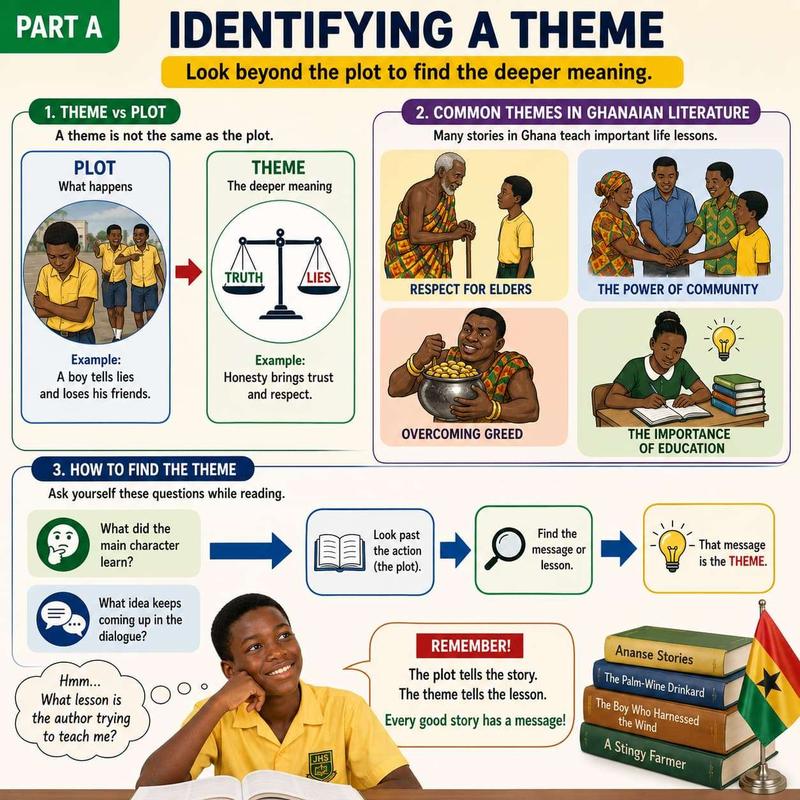 PART A
IDENTIFYING A THEME
Look beyond the plot to find the deeper meaning.
1. THEME vs PLOT
A theme is not the same as the plot.
PLOT
What happens
Example:
A boy tells lies
and loses his friends.
THEME
The deeper meaning
TRUTH
LIES
Example:
Honesty brings trust
and respect.
2. COMMON THEMES IN GHANAIAN LITERATURE
Many stories in Ghana teach important life lessons.
RESPECT FOR ELDERS
THE POWER OF COMMUNITY
OVERCOMING GREED
THE IMPORTANCE
OF EDUCATION
3. HOW TO FIND THE THEME
Ask yourself these questions while reading.
What did the
main character
learn?
What idea keeps
coming up in the
dialogue?
Look past
the action
(the plot).
Find the
message or
lesson.
That message
is the THEME.
Hmm...
What lesson is
the author trying
to teach me?
JHS
REMEMBER!
The plot tells the story.
The theme tells the lesson.
Every good story has a message!
Ananse Stories
The Palm-Wine Drinkard
The Boy Who Harnessed
the Wind
A Stingy Farmer